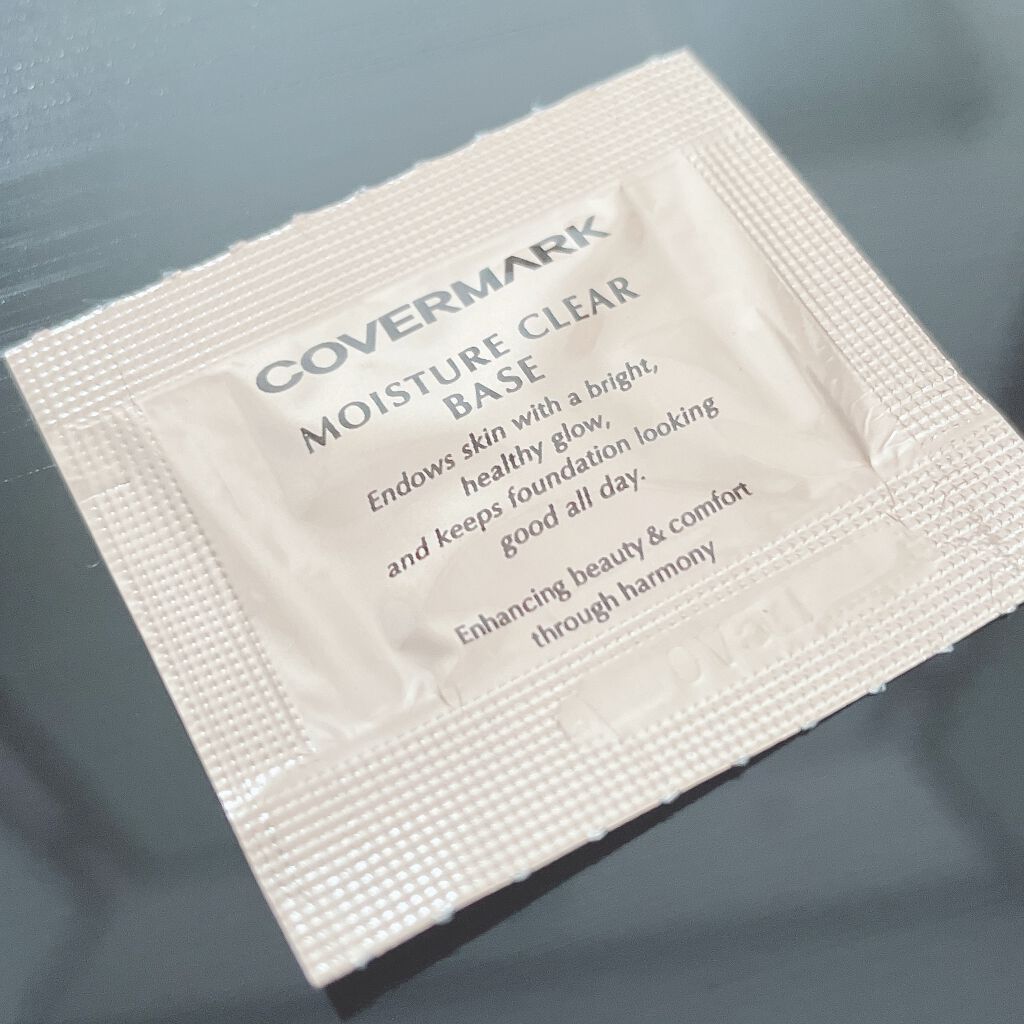 COVERMARK
MOISTURE CLEAR
BASE
Endows skin with a bright,
healthy glow,
and keeps foundation looking
good all day.
Enhancing beauty & comfort
through harmony